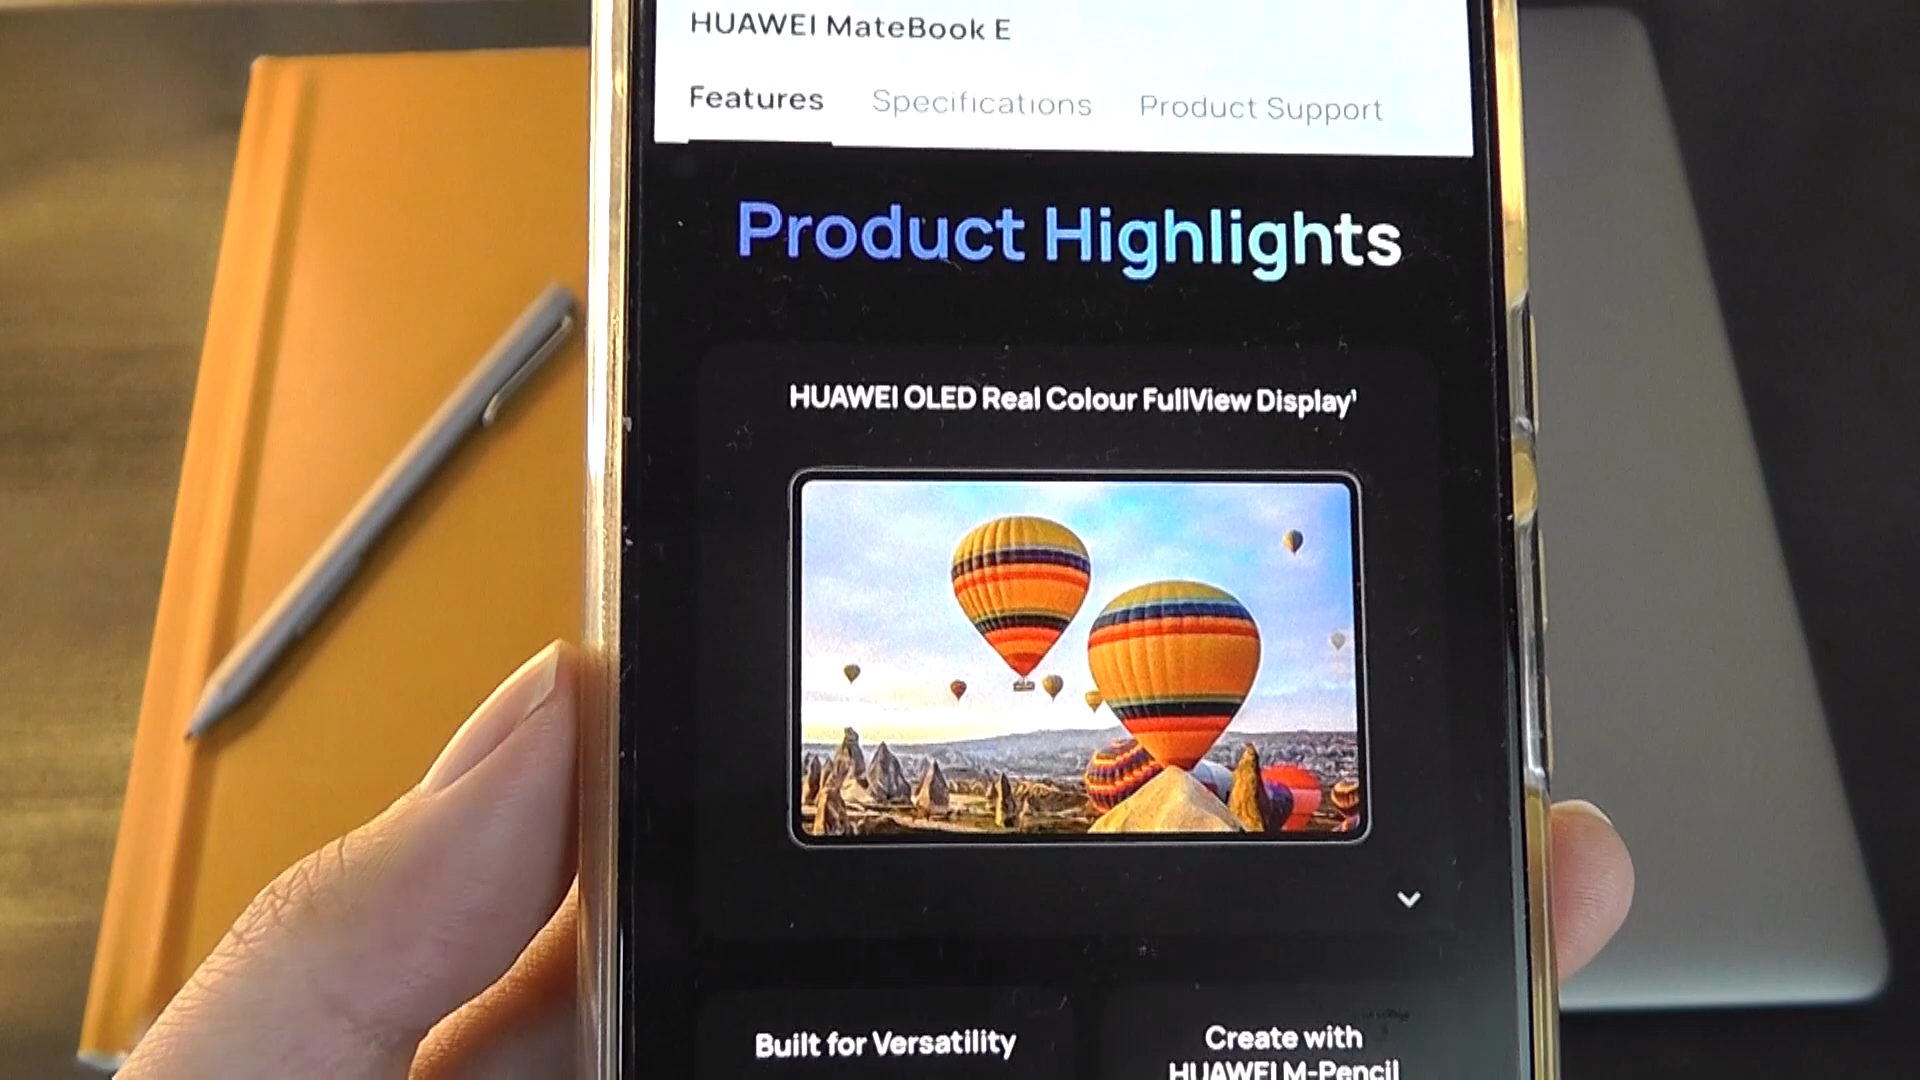 HUAWEI MateBook E
Features Specifications Product Support
Product Highlights
HUAWEI OLED Real Colour FullView Display¹
Built for Versatility
Create with
HUAWEI M-Pencil